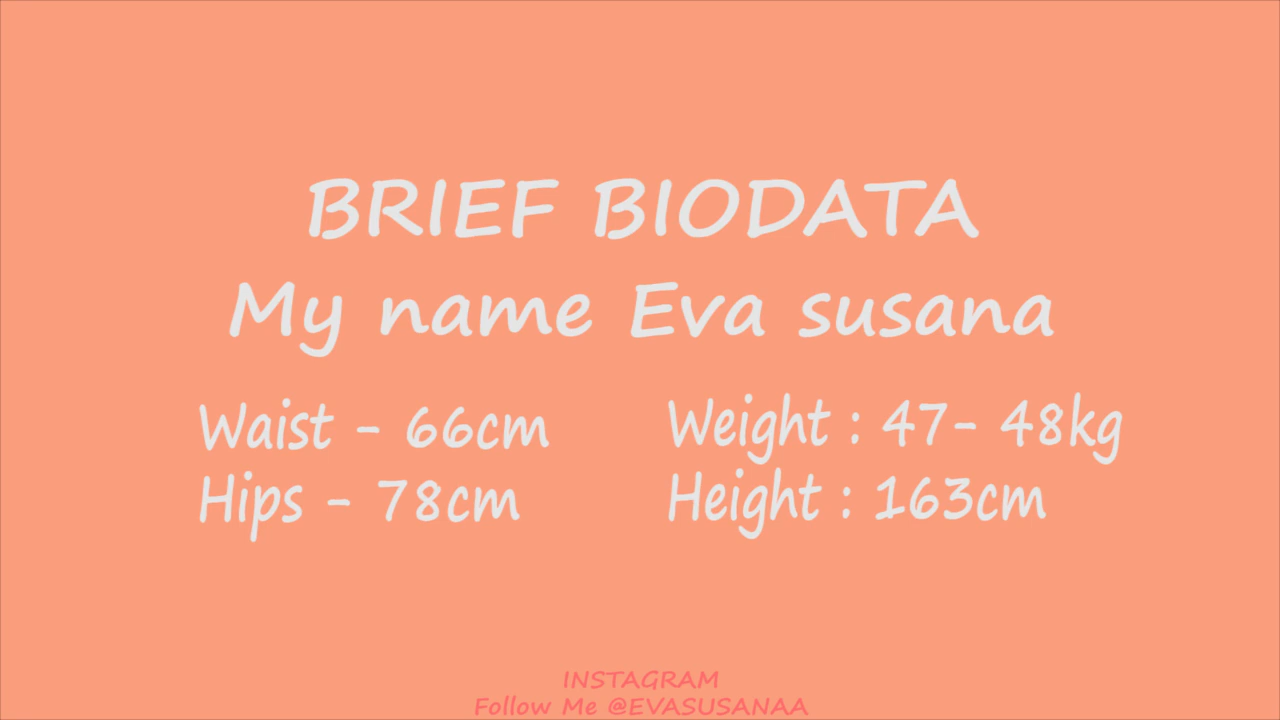 BRIEF BIODATA
My name Eva susana
Waist - 66cm
Hips - 78cm
Weight : 47- 48kg
Height : 163cm
INSTAGRAM
Follow Me @EVASUSANAA